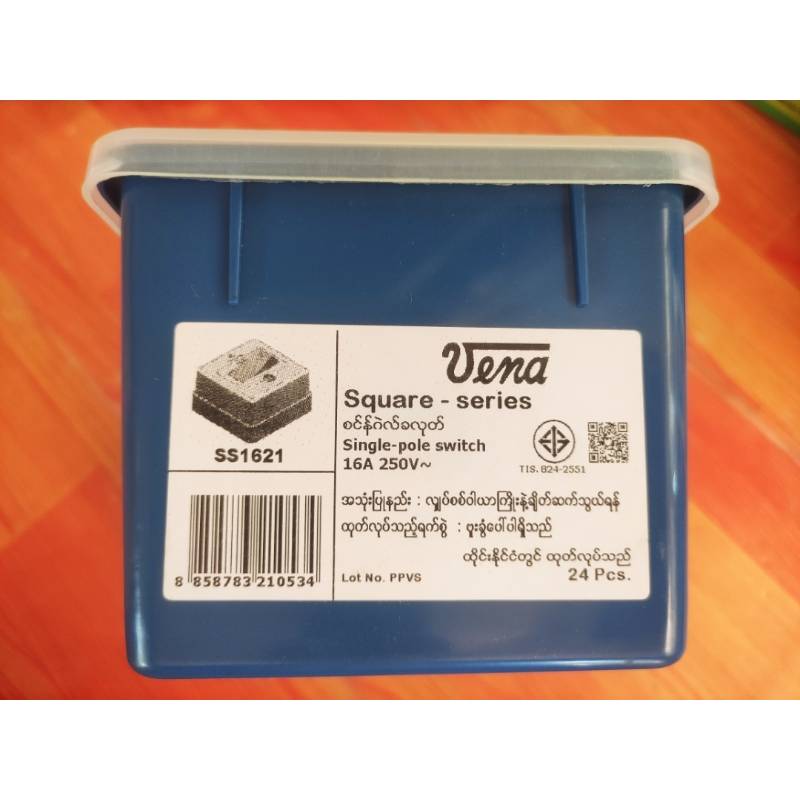 Vena
Square - series
စင်န်ဂဲလ်ခလုတ်
Single-pole switch
16A 250V~
TIS. 824-2551
SS1621
အသုံးပြုနည်း : လျှပ်စစ်ဝါယာကြိုးနဲ့ချိတ်ဆက်သွယ်ရန်
ထုတ်လုပ်သည့်ရက်စွဲ : ဗူးခွံပေါ်ပါရှိသည်
ထိုင်းနိုင်ငံတွင် ထုတ်လုပ်သည်
Lot No. PPVS
24 Pcs.
8 858783 210534